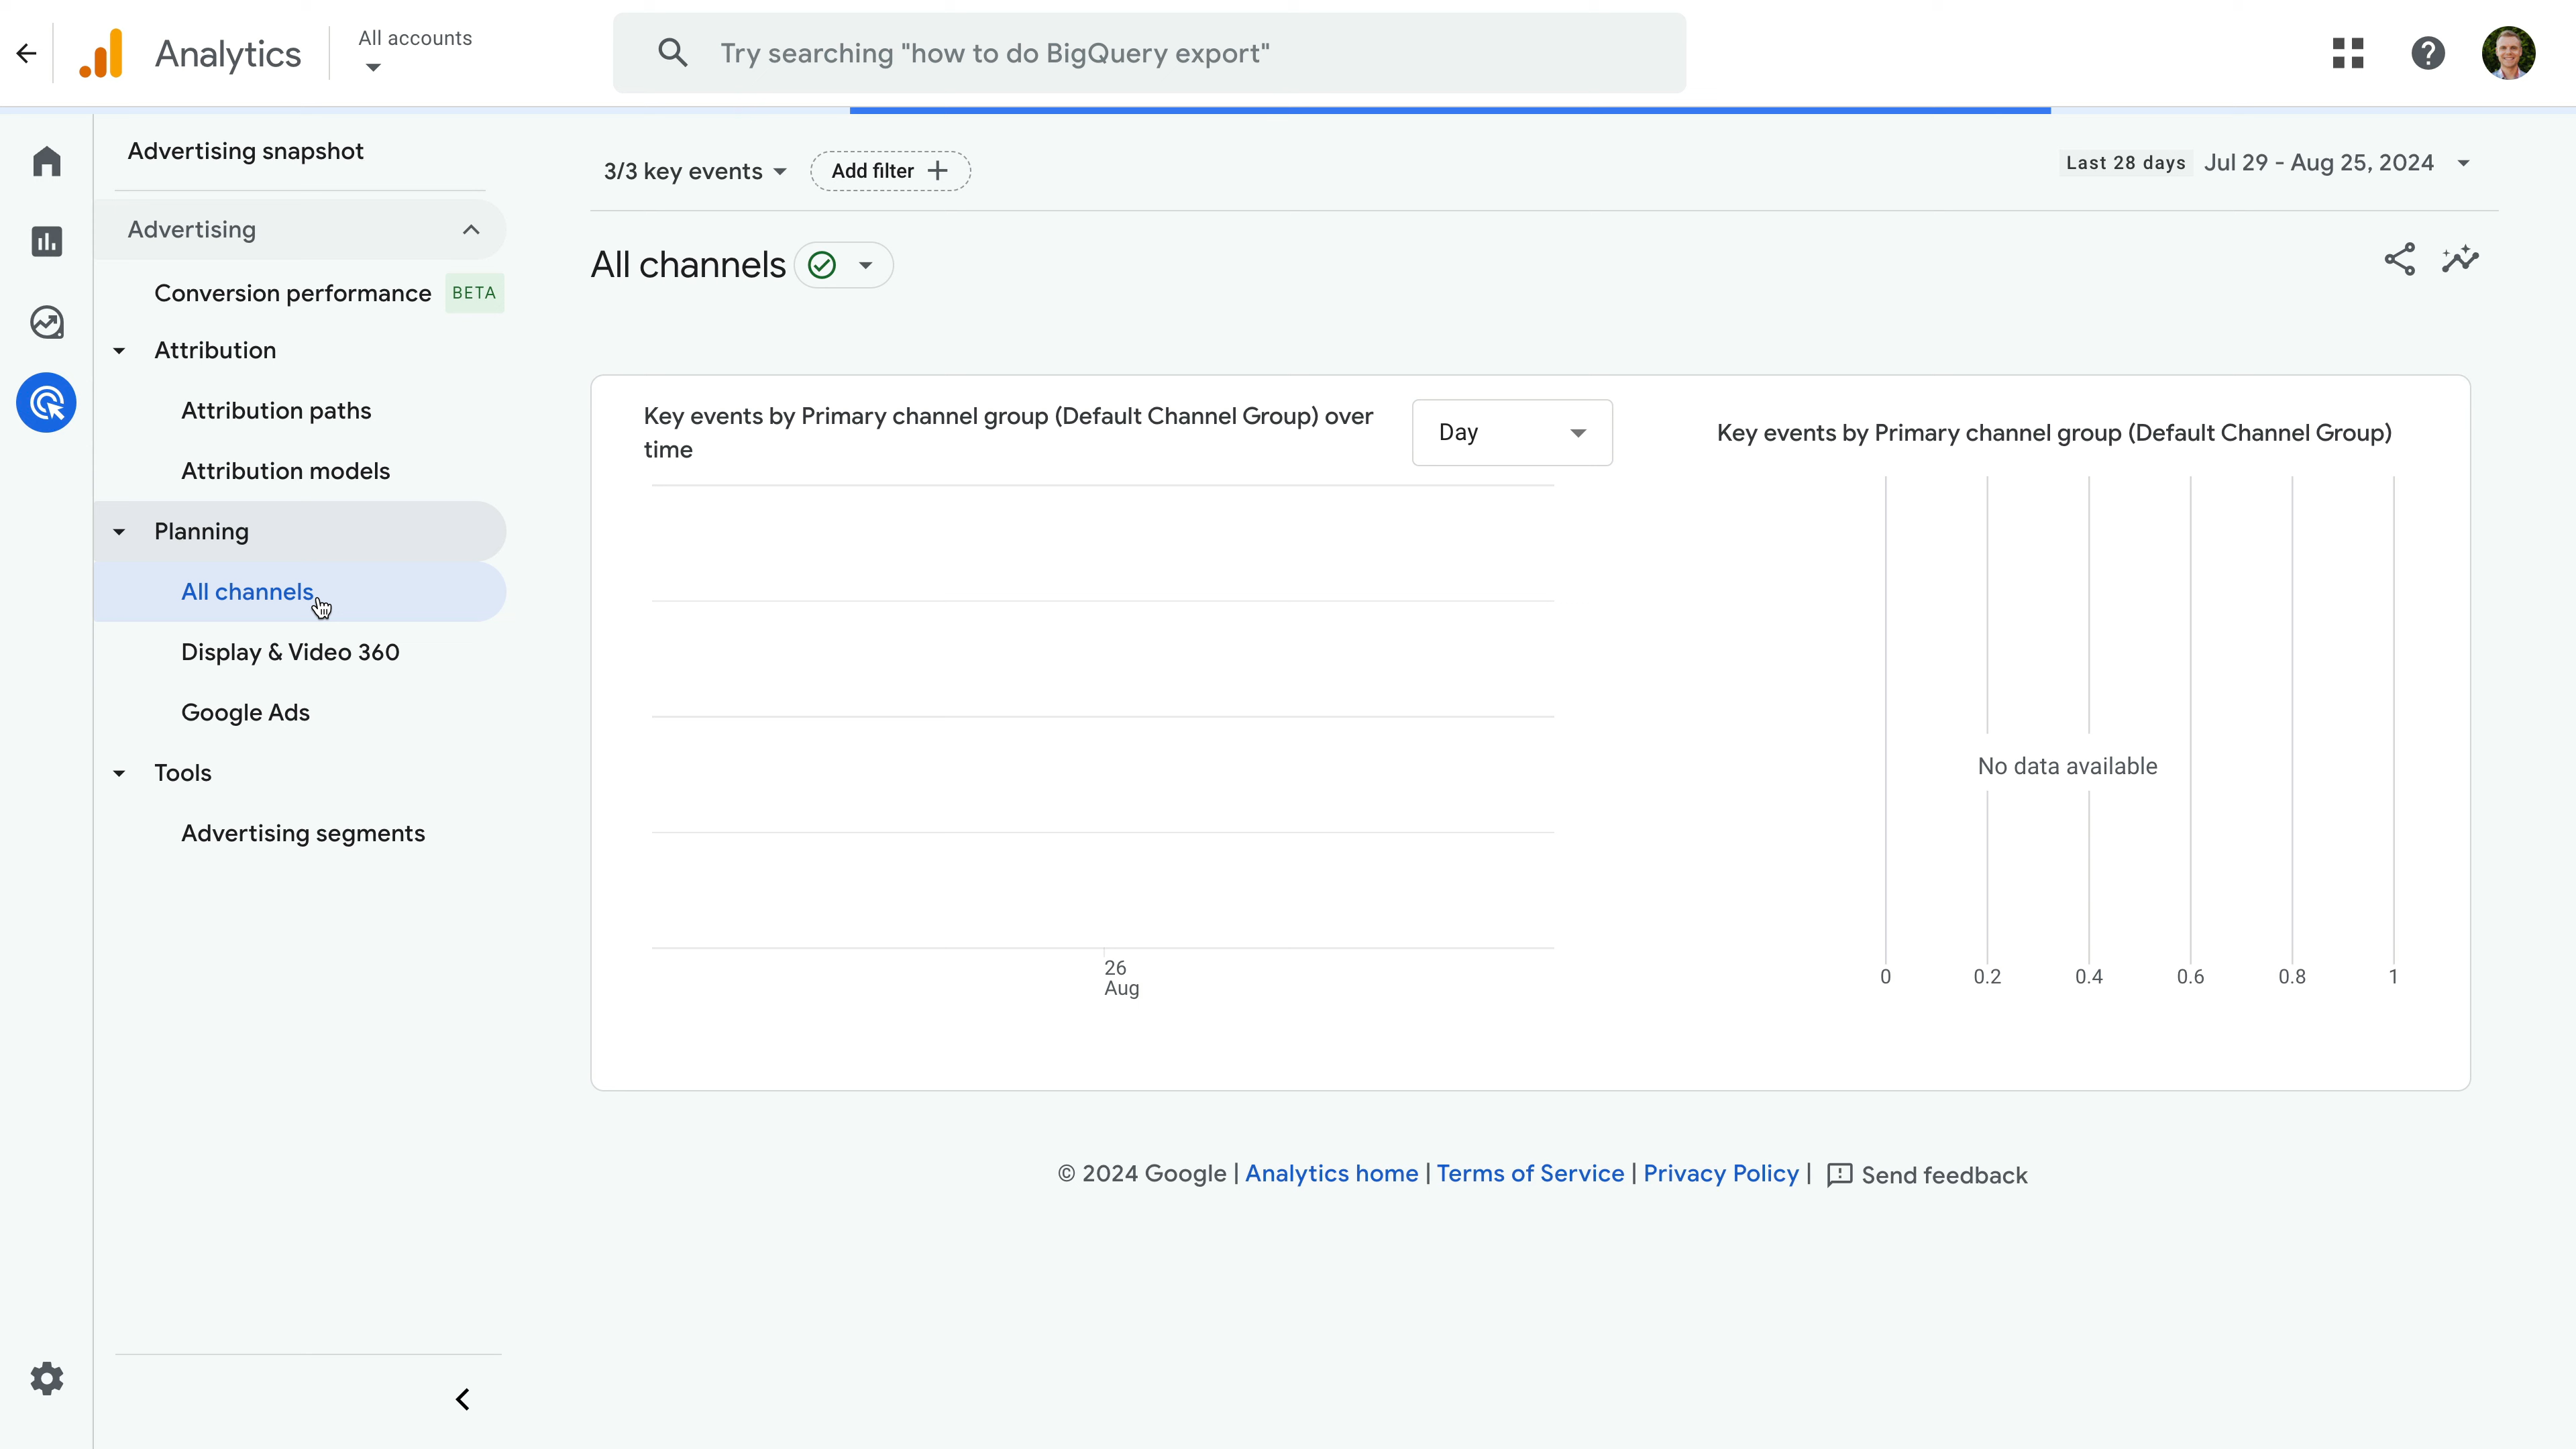 Analytics
All accounts
Try searching "how to do BigQuery export"
Advertising snapshot
Advertising
Conversion performance BETA
Attribution
Attribution paths
Attribution models
Planning
All channels
Display & Video 360
Google Ads
Tools
Advertising segments
3/3 key events
Add filter
Last 28 days Jul 29 - Aug 25, 2024
All channels
Key events by Primary channel group (Default Channel Group) over
time
Day
26
Aug
Key events by Primary channel group (Default Channel Group)
No data available
0 0.2 0.4 0.6 0.8 1
© 2024 Google | Analytics home | Terms of Service | Privacy Policy | Send feedback